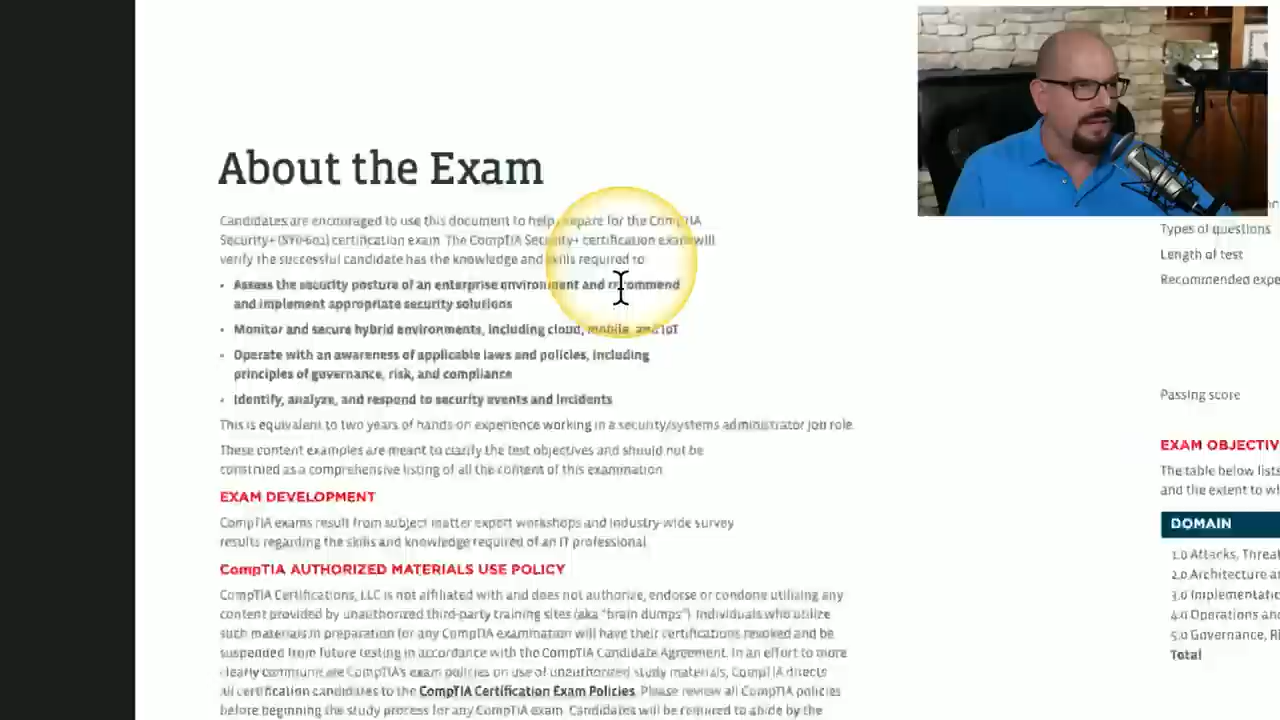 About the Exam
Candidates are encouraged to use this document to help prepare for the CompTIA
Security+ (SY0-601) certification exam. The CompTIA Security+ certification exam will
verify the successful candidate has the knowledge and skills required to
• Assess the security posture of an enterprise environment and recommend
and implement appropriate security solutions
• Monitor and secure hybrid environments, including cloud, mobile, and IoT
• Operate with an awareness of applicable laws and policies, including
principles of governance, risk, and compliance
• Identify, analyze, and respond to security events and incidents
This is equivalent to two years of hands-on experience working in a security/systems administrator job role.
These content examples are meant to clarify the test objectives and should not be
construed as a comprehensive listing of all the content of this examination
EXAM DEVELOPMENT
CompTIA exams result from subject matter expert workshops and industry-wide survey
results regarding the skills and knowledge required of an IT professional.
CompTIA AUTHORIZED MATERIALS USE POLICY
CompTIA Certifications, LLC is not affiliated with and does not authorize, endorse or condone utilizing any
content provided by unauthorized third-party training sites (aka "brain dumps"). Individuals who utilize
such materials in preparation for any CompTIA examination will have their certifications revoked and be
suspended from future testing in accordance with the CompTIA Candidate Agreement. In an effort to more
clearly communicate CompTIA's exam policies on use of unauthorized study materials, CompTIA directs
all certification candidates to the CompTIA Certification Exam Policies. Please review all CompTIA policies
before beginning the study process for any CompTIA exam. Candidates will be required to abide by the
Types of questions
Length of test
Recommended expe
Passing score
EXAM OBJECTIV
The table below lists
and the extent to wh
DOMAIN
1.0 Attacks, Threat
2.0 Architecture a
3.0 Implementatio
4.0 Operations and
5.0 Governance, Ri
Total